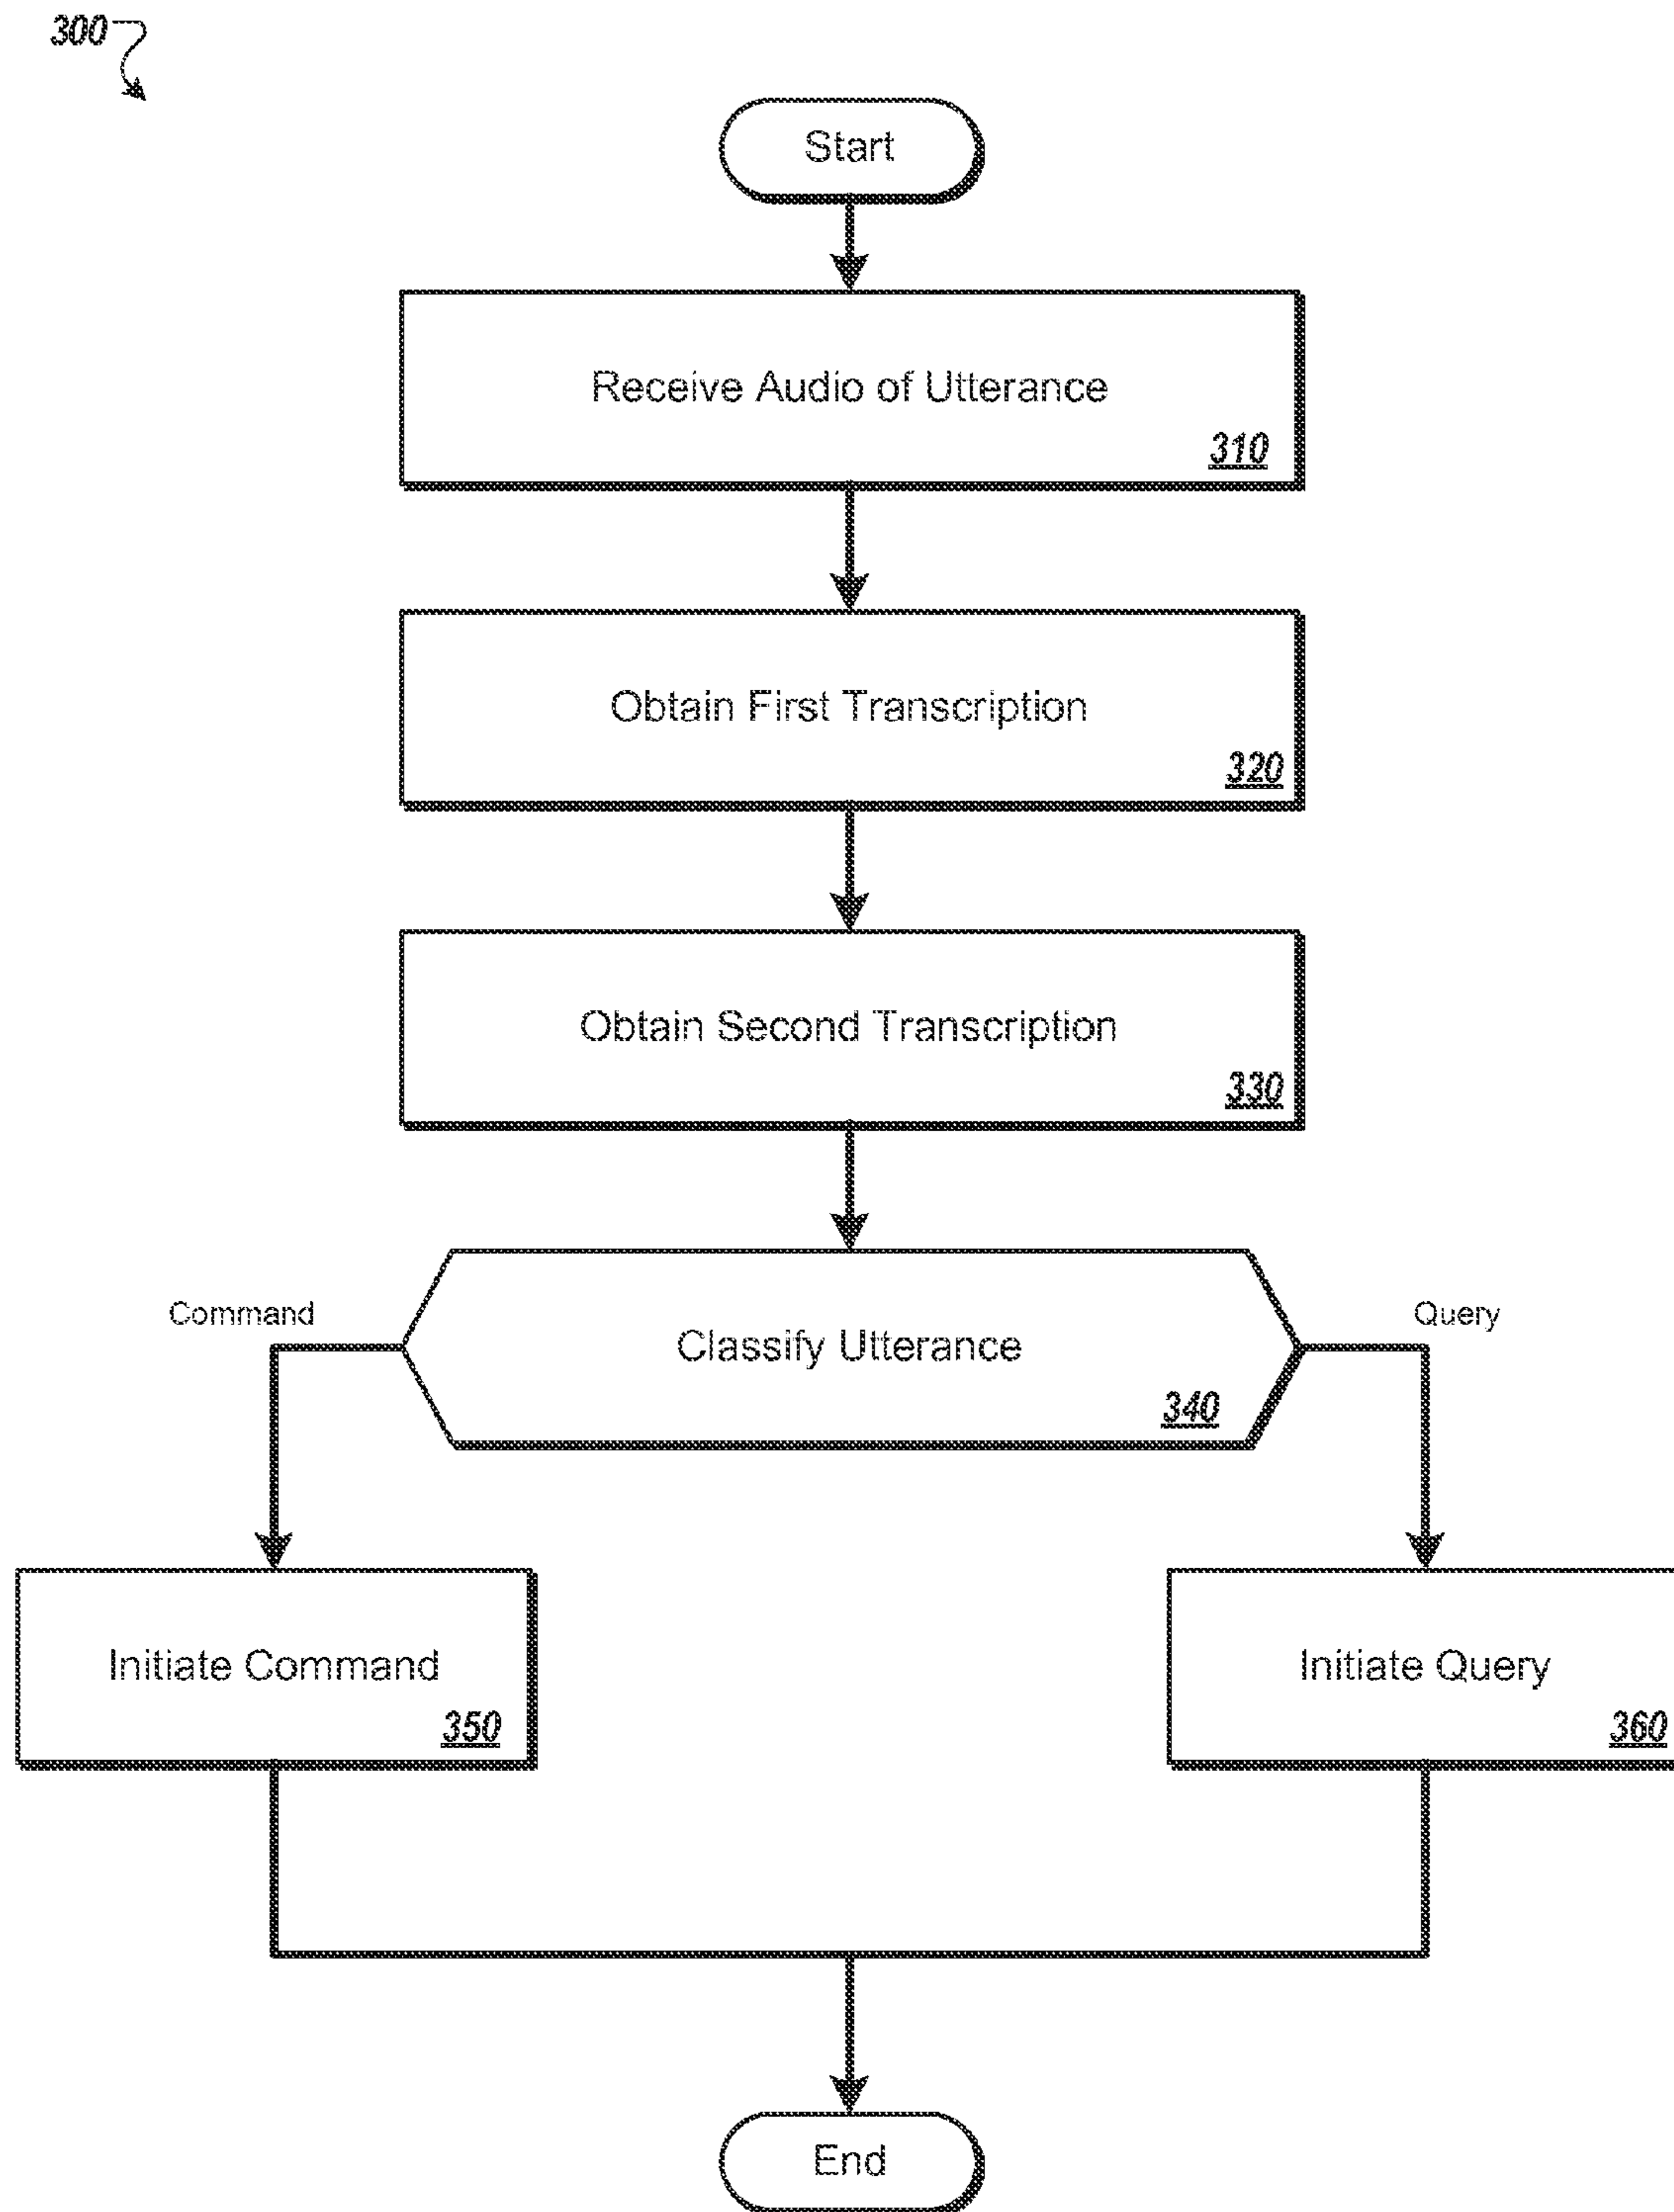 300
Start
Receive Audio of Utterance
310
Obtain First Transcription
320
Obtain Second Transcription
330
Command
Query
Classify Utterance
340
Initiate Command
350
Initiate Query
360
End